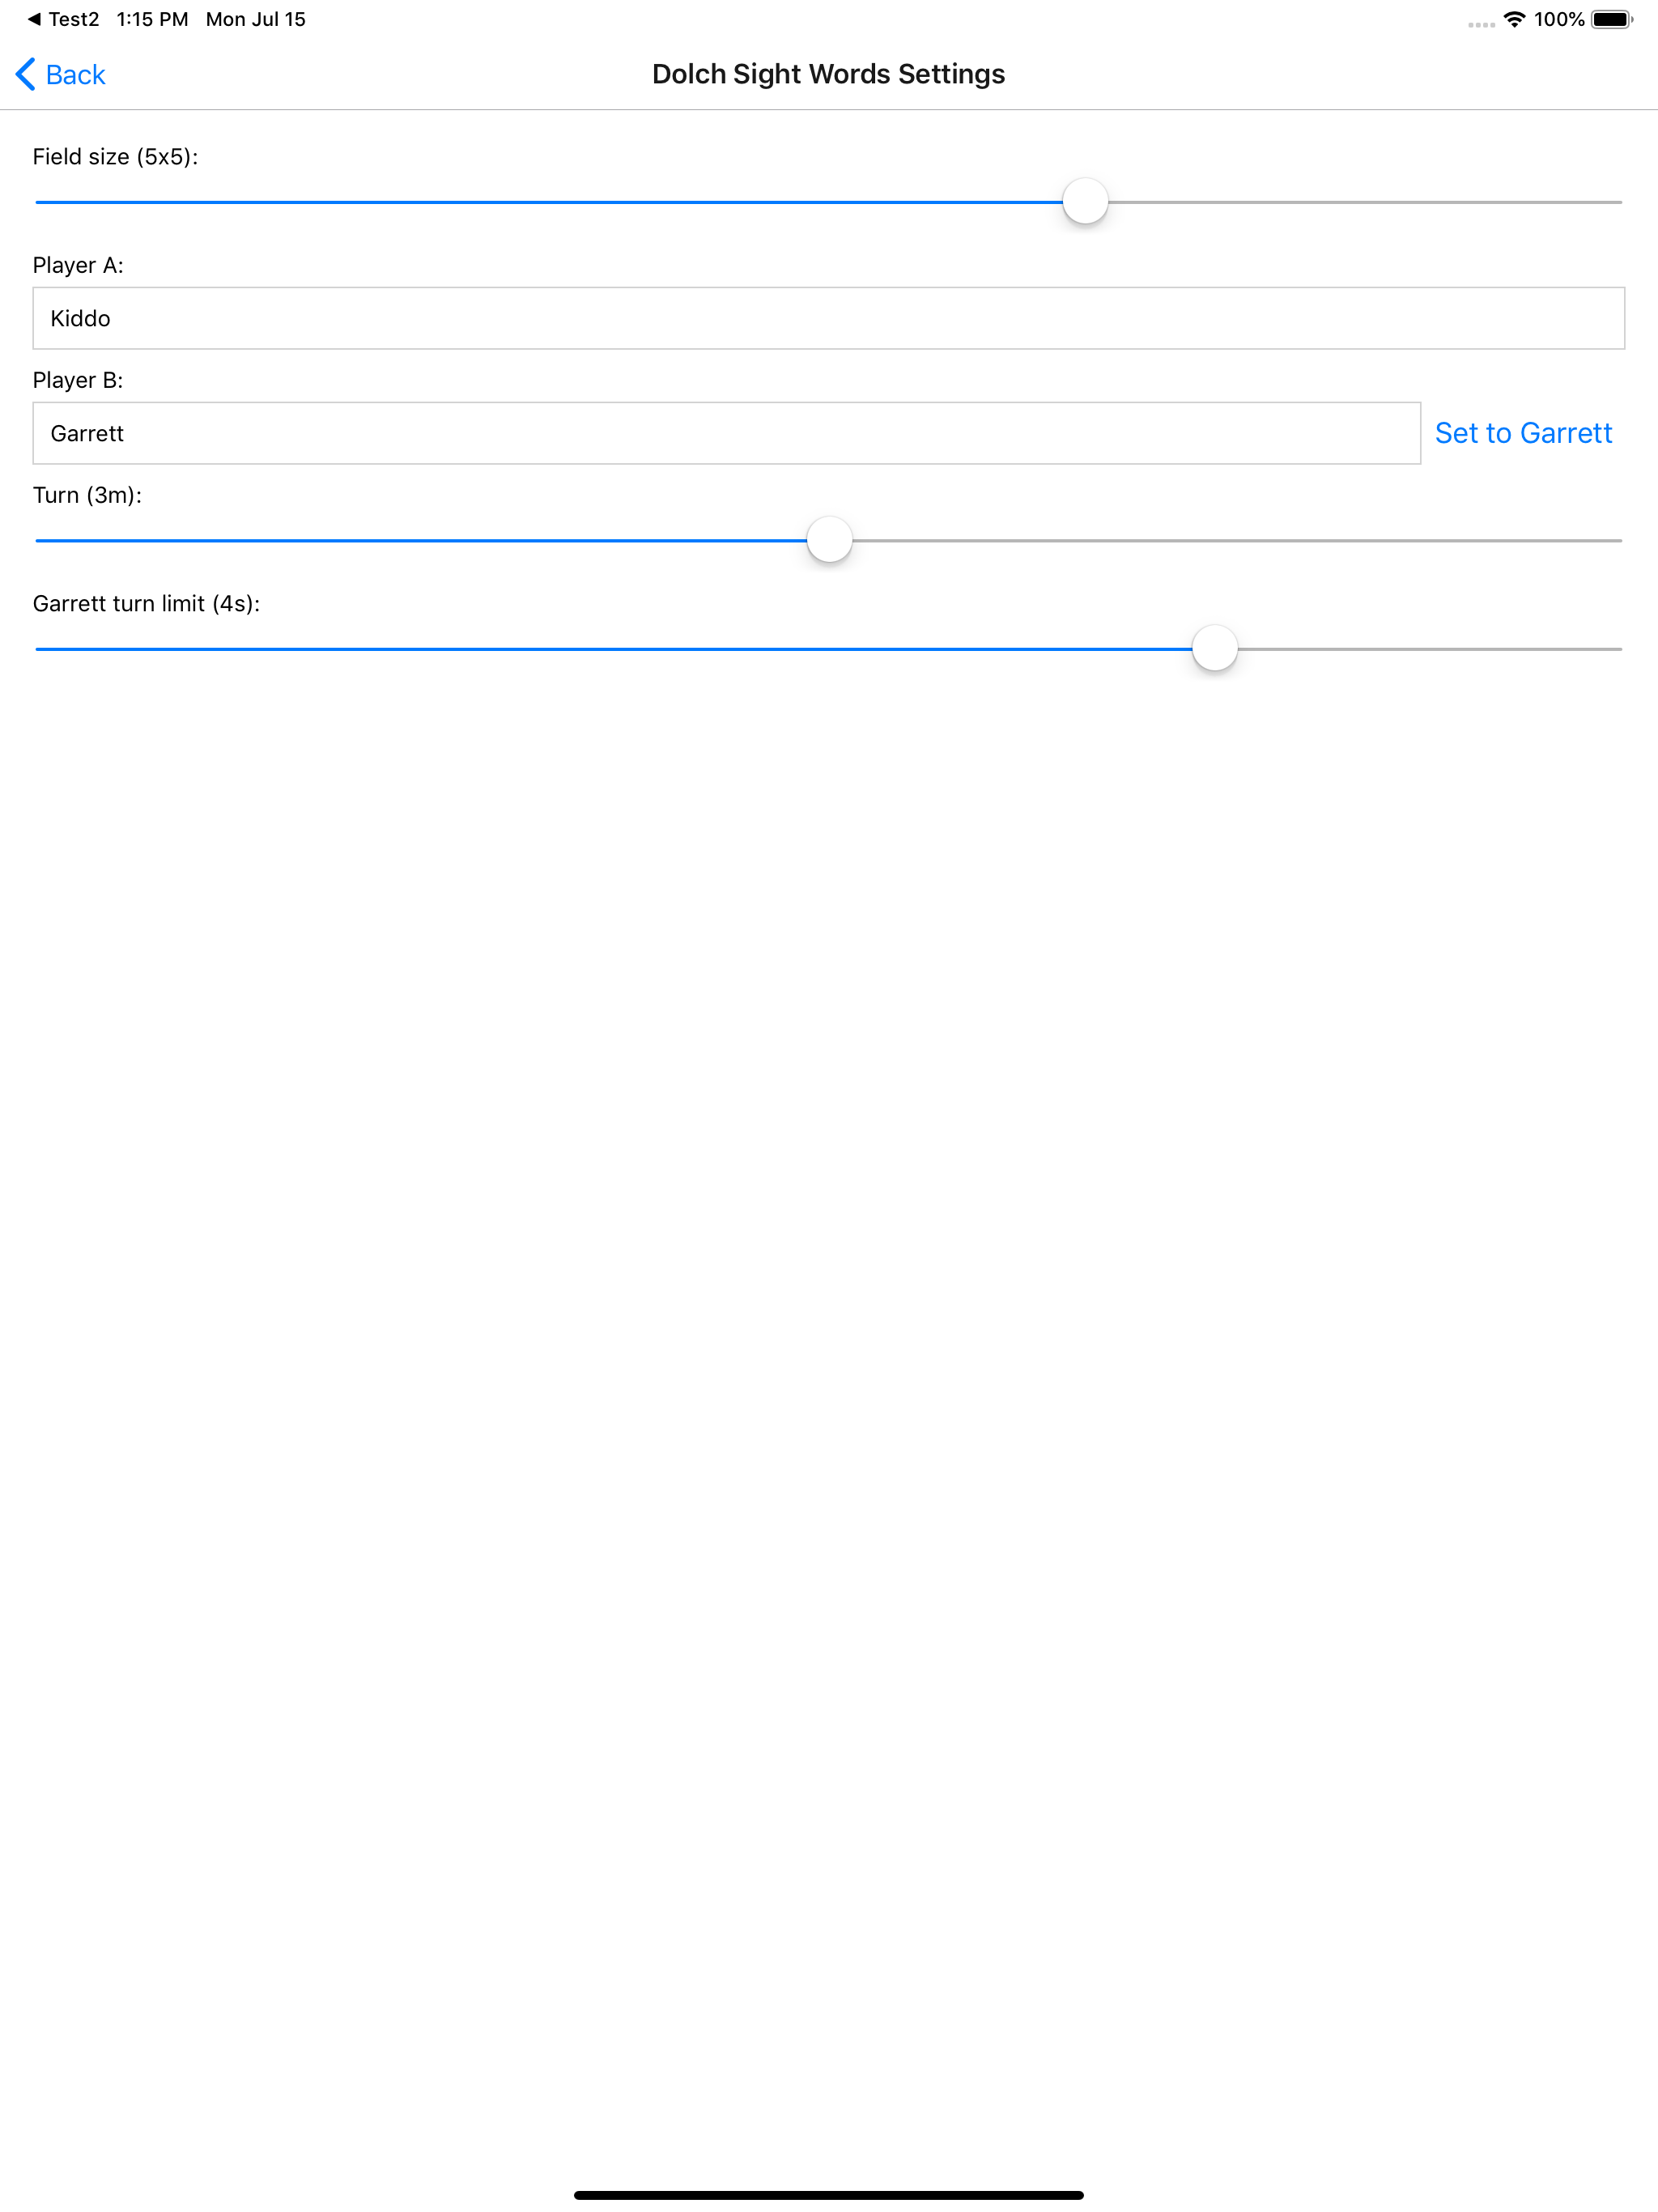 ◀ Test2 1:15 PM Mon Jul 15 100%
Back Dolch Sight Words Settings
Field size (5x5):
Player A:
Kiddo
Player B:
Garrett Set to Garrett
Turn (3m):
Garrett turn limit (4s):